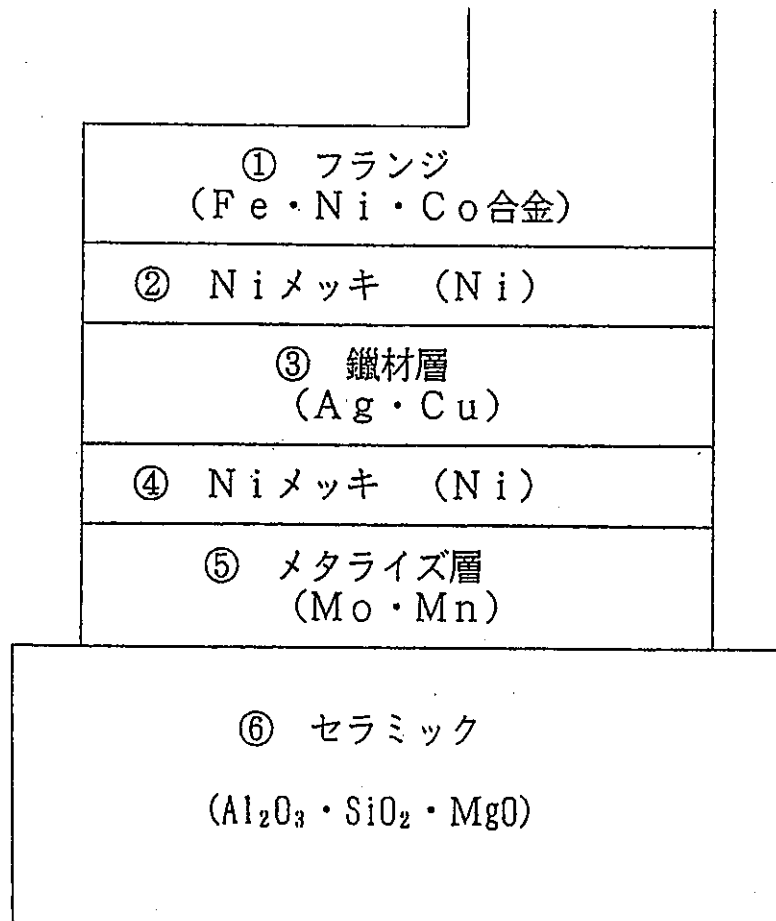 ① フランジ
(Fe・Ni・Co合金)
② Niメッキ (Ni)
③ 鑞材層
(Ag・Cu)
④ Niメッキ (Ni)
⑤ メタライズ層
(Mo・Mn)
⑥ セラミック
(Al₂O₃・SiO₂・MgO)